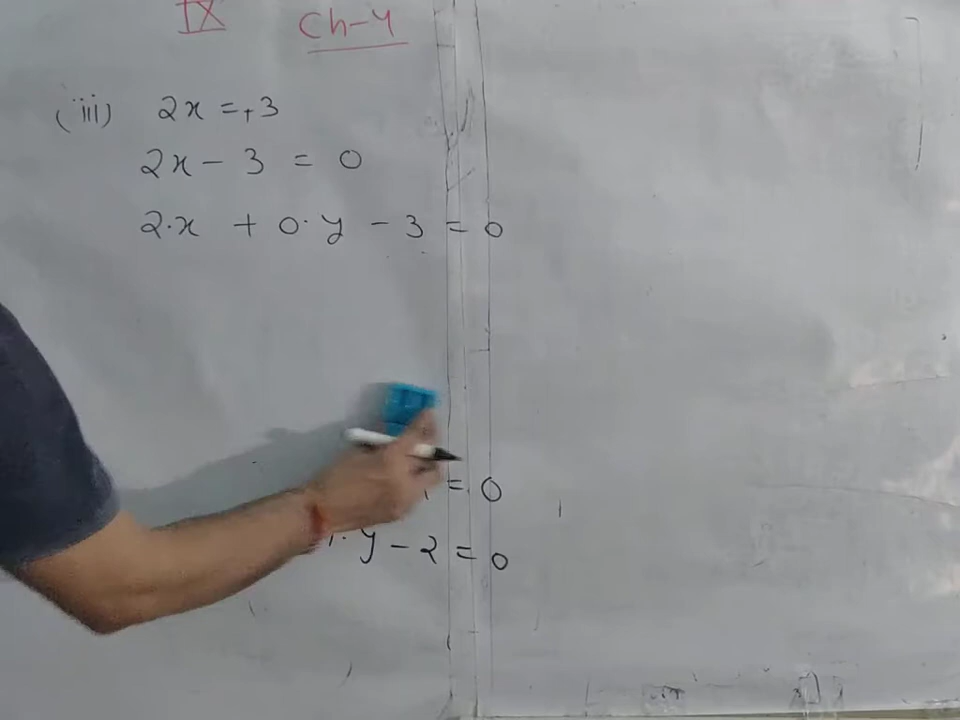 IX Ch-4
(iii) 2x = +3
2x - 3 = 0
2·x + 0·y - 3 = 0
= 0
·y - 2 = 0